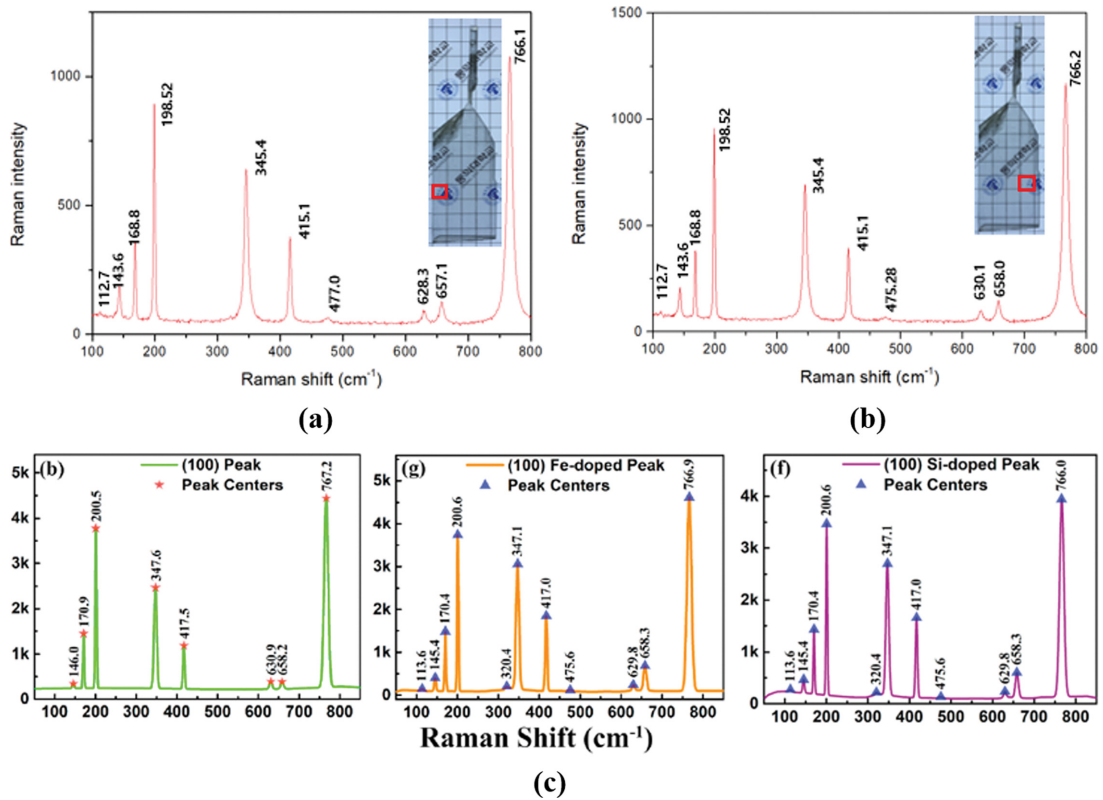 1000
500
0
Raman intensity
112.7
143.6
168.8
198.52
345.4
415.1
477.0
628.3
657.1
766.1
100 200 300 400 500 600 700 800
Raman shift (cm-1)
(a)
1500
1000
500
0
Raman intensity
112.7
143.6
168.8
198.52
345.4
415.1
475.28
630.1
658.0
766.2
100 200 300 400 500 600 700 800
Raman shift (cm-1)
(b)
(b)
(100) Peak
Peak Centers
5k
4k
3k
2k
1k
0
146.0
170.9
200.5
347.6
417.5
630.9
658.2
767.2
100 200 300 400 500 600 700 800
(g)
(100) Fe-doped Peak
Peak Centers
5k
4k
3k
2k
1k
0
113.6
145.4
170.4
200.6
320.4
347.1
417.0
475.6
629.8
658.3
766.9
100 200 300 400 500 600 700 800
(f)
(100) Si-doped Peak
Peak Centers
5k
4k
3k
2k
1k
0
113.6
145.4
170.4
200.6
320.4
347.1
417.0
475.6
629.8
658.3
766.0
100 200 300 400 500 600 700 800
Raman Shift (cm-1)
(c)